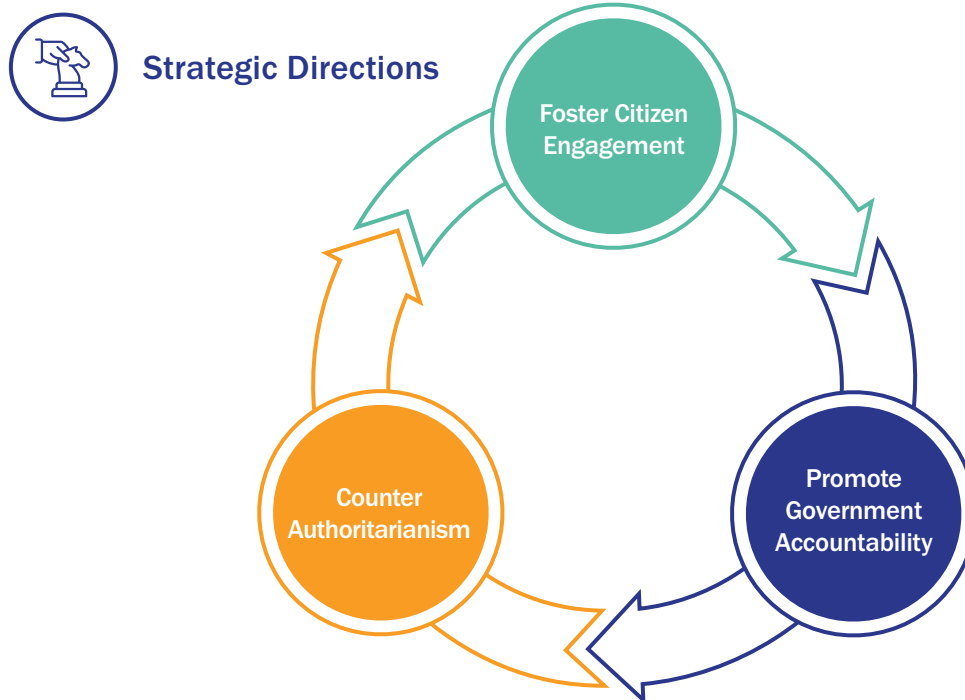 Strategic Directions
Foster Citizen
Engagement
Promote
Government
Accountability
Counter
Authoritarianism